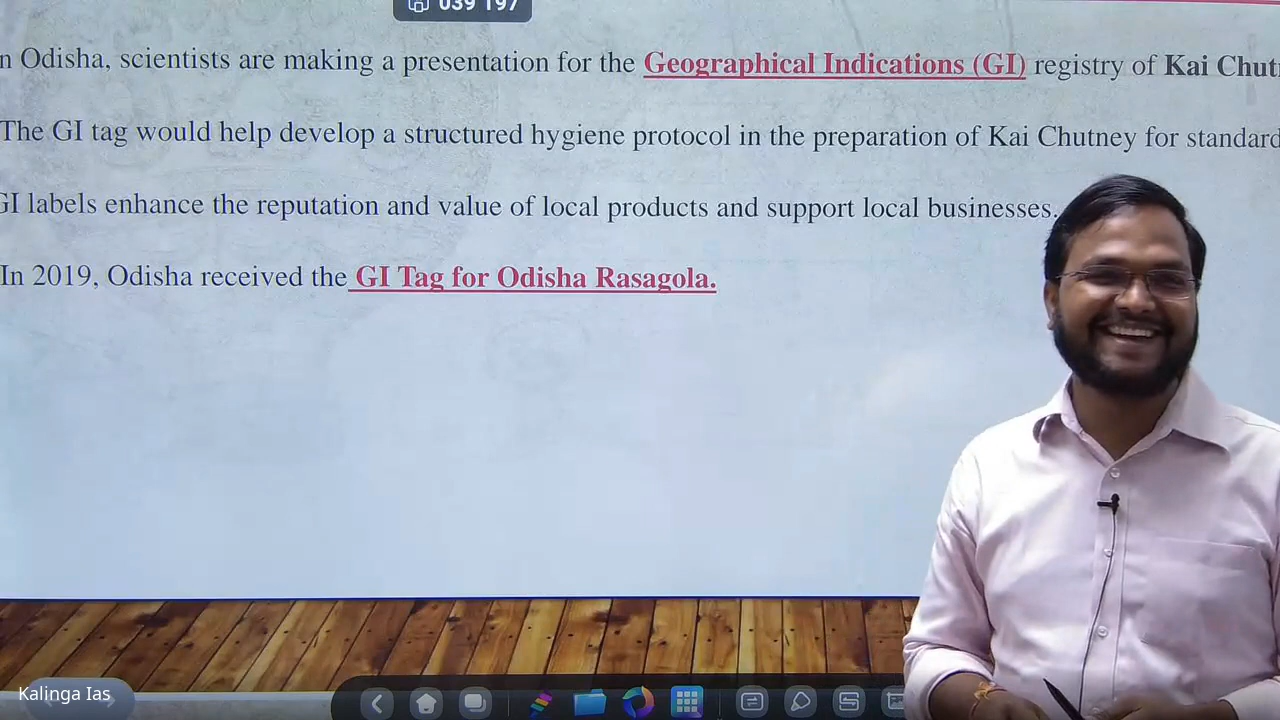 039 197
n Odisha, scientists are making a presentation for the Geographical Indications (GI) registry of Kai Chut
The GI tag would help develop a structured hygiene protocol in the preparation of Kai Chutney for standard
GI labels enhance the reputation and value of local products and support local businesses.
In 2019, Odisha received the GI Tag for Odisha Rasagola.
Kalinga Ias